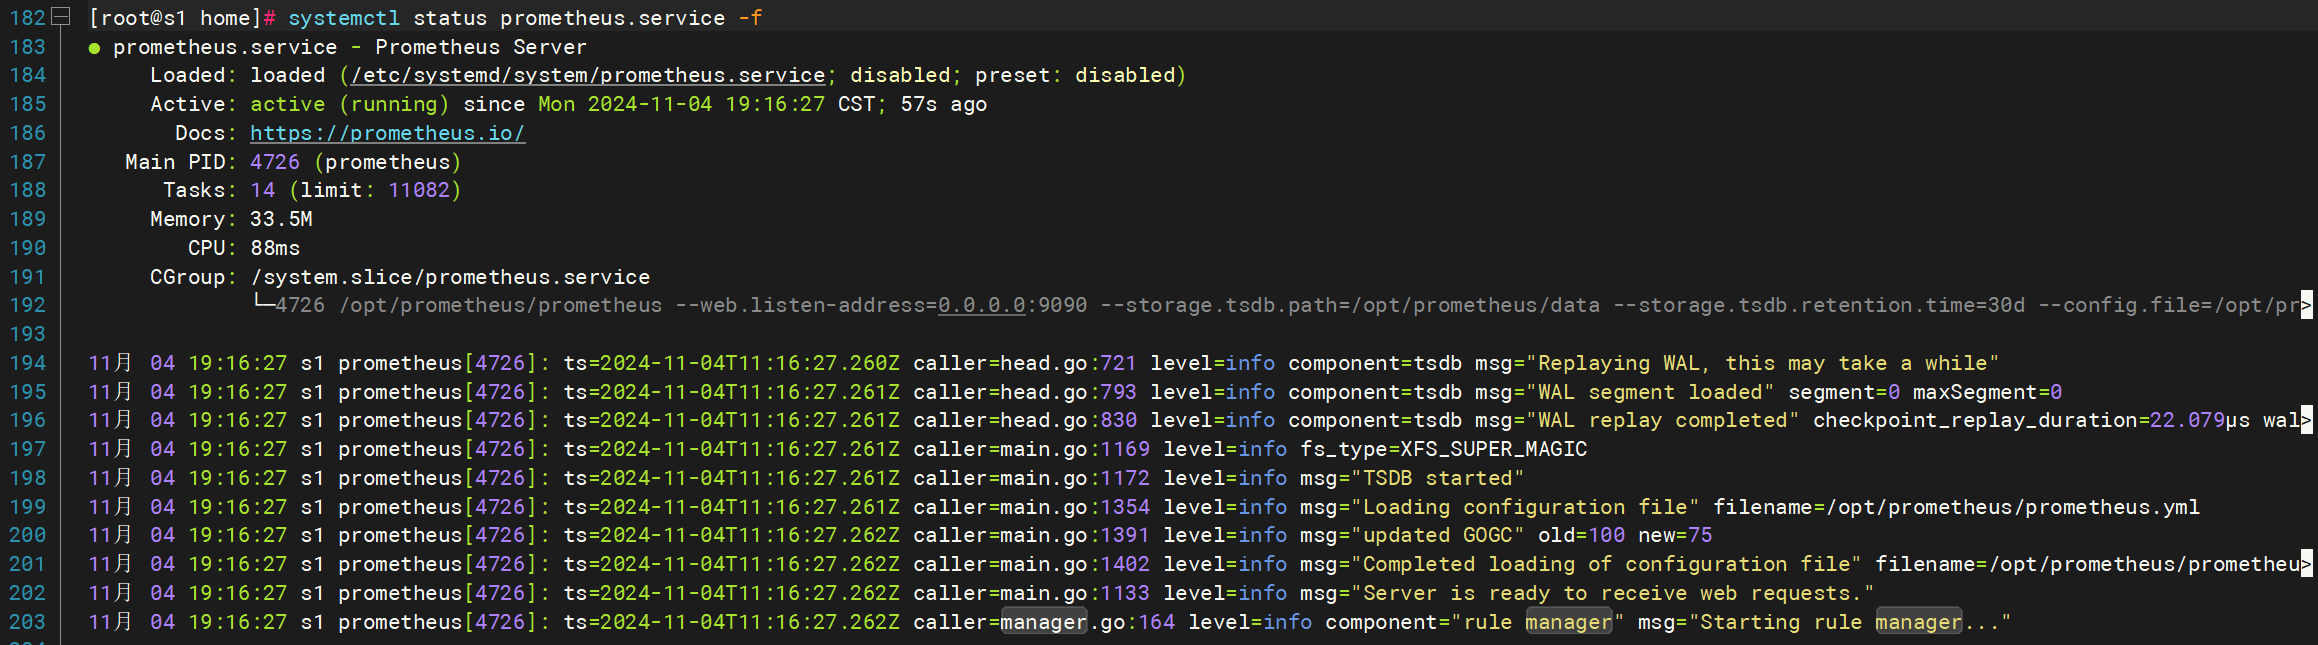 182 [root@s1 home]# systemctl status prometheus.service -f
183 ● prometheus.service - Prometheus Server
184 Loaded: loaded (/etc/systemd/system/prometheus.service; disabled; preset: disabled)
185 Active: active (running) since Mon 2024-11-04 19:16:27 CST; 57s ago
186 Docs: https://prometheus.io/
187 Main PID: 4726 (prometheus)
188 Tasks: 14 (limit: 11082)
189 Memory: 33.5M
190 CPU: 88ms
191 CGroup: /system.slice/prometheus.service
192 └─4726 /opt/prometheus/prometheus --web.listen-address=0.0.0.0:9090 --storage.tsdb.path=/opt/prometheus/data --storage.tsdb.retention.time=30d --config.file=/opt/pr>
193
194 11月 04 19:16:27 s1 prometheus[4726]: ts=2024-11-04T11:16:27.260Z caller=head.go:721 level=info component=tsdb msg="Replaying WAL, this may take a while"
195 11月 04 19:16:27 s1 prometheus[4726]: ts=2024-11-04T11:16:27.261Z caller=head.go:793 level=info component=tsdb msg="WAL segment loaded" segment=0 maxSegment=0
196 11月 04 19:16:27 s1 prometheus[4726]: ts=2024-11-04T11:16:27.261Z caller=head.go:830 level=info component=tsdb msg="WAL replay completed" checkpoint_replay_duration=22.079µs wal>
197 11月 04 19:16:27 s1 prometheus[4726]: ts=2024-11-04T11:16:27.261Z caller=main.go:1169 level=info fs_type=XFS_SUPER_MAGIC
198 11月 04 19:16:27 s1 prometheus[4726]: ts=2024-11-04T11:16:27.261Z caller=main.go:1172 level=info msg="TSDB started"
199 11月 04 19:16:27 s1 prometheus[4726]: ts=2024-11-04T11:16:27.261Z caller=main.go:1354 level=info msg="Loading configuration file" filename=/opt/prometheus/prometheus.yml
200 11月 04 19:16:27 s1 prometheus[4726]: ts=2024-11-04T11:16:27.262Z caller=main.go:1391 level=info msg="updated GOGC" old=100 new=75
201 11月 04 19:16:27 s1 prometheus[4726]: ts=2024-11-04T11:16:27.262Z caller=main.go:1402 level=info msg="Completed loading of configuration file" filename=/opt/prometheus/prometheu>
202 11月 04 19:16:27 s1 prometheus[4726]: ts=2024-11-04T11:16:27.262Z caller=main.go:1133 level=info msg="Server is ready to receive web requests."
203 11月 04 19:16:27 s1 prometheus[4726]: ts=2024-11-04T11:16:27.262Z caller=manager.go:164 level=info component="rule manager" msg="Starting rule manager..."